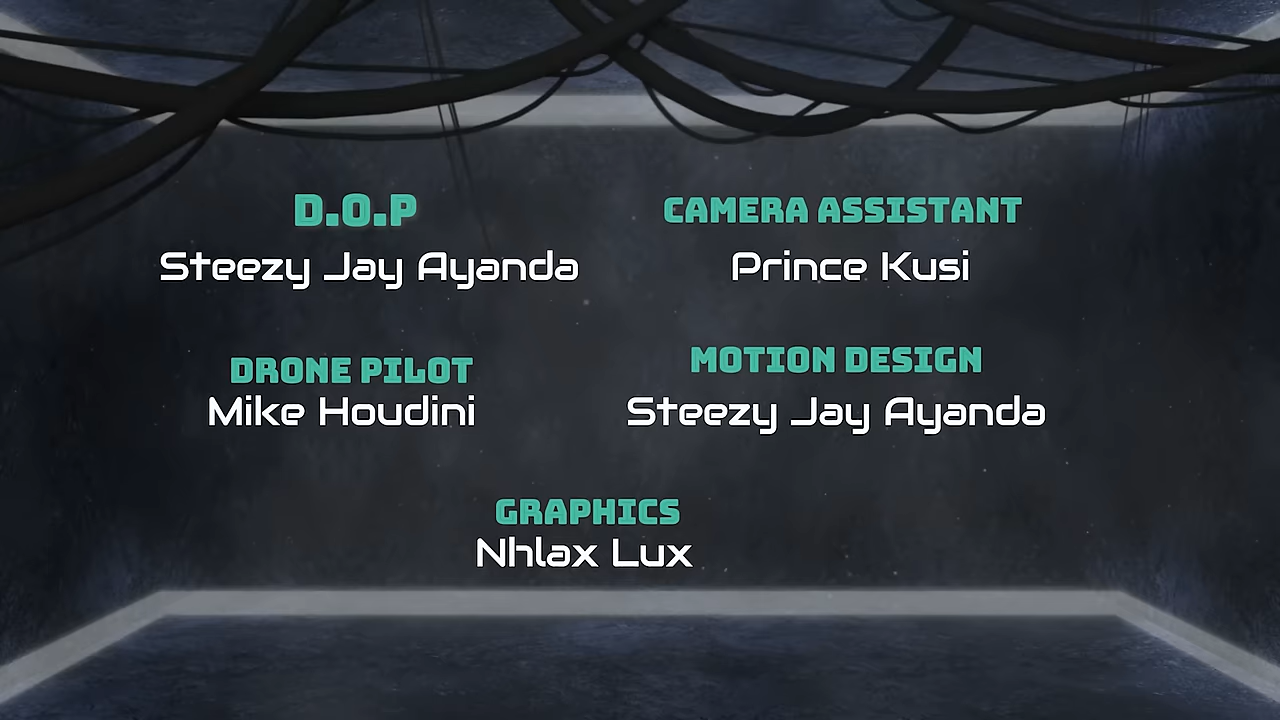 D.O.P
Steezy Jay Ayanda
CAMERA ASSISTANT
Prince Kusi
DRONE PILOT
Mike Houdini
MOTION DESIGN
Steezy Jay Ayanda
GRAPHICS
Nhlax Lux